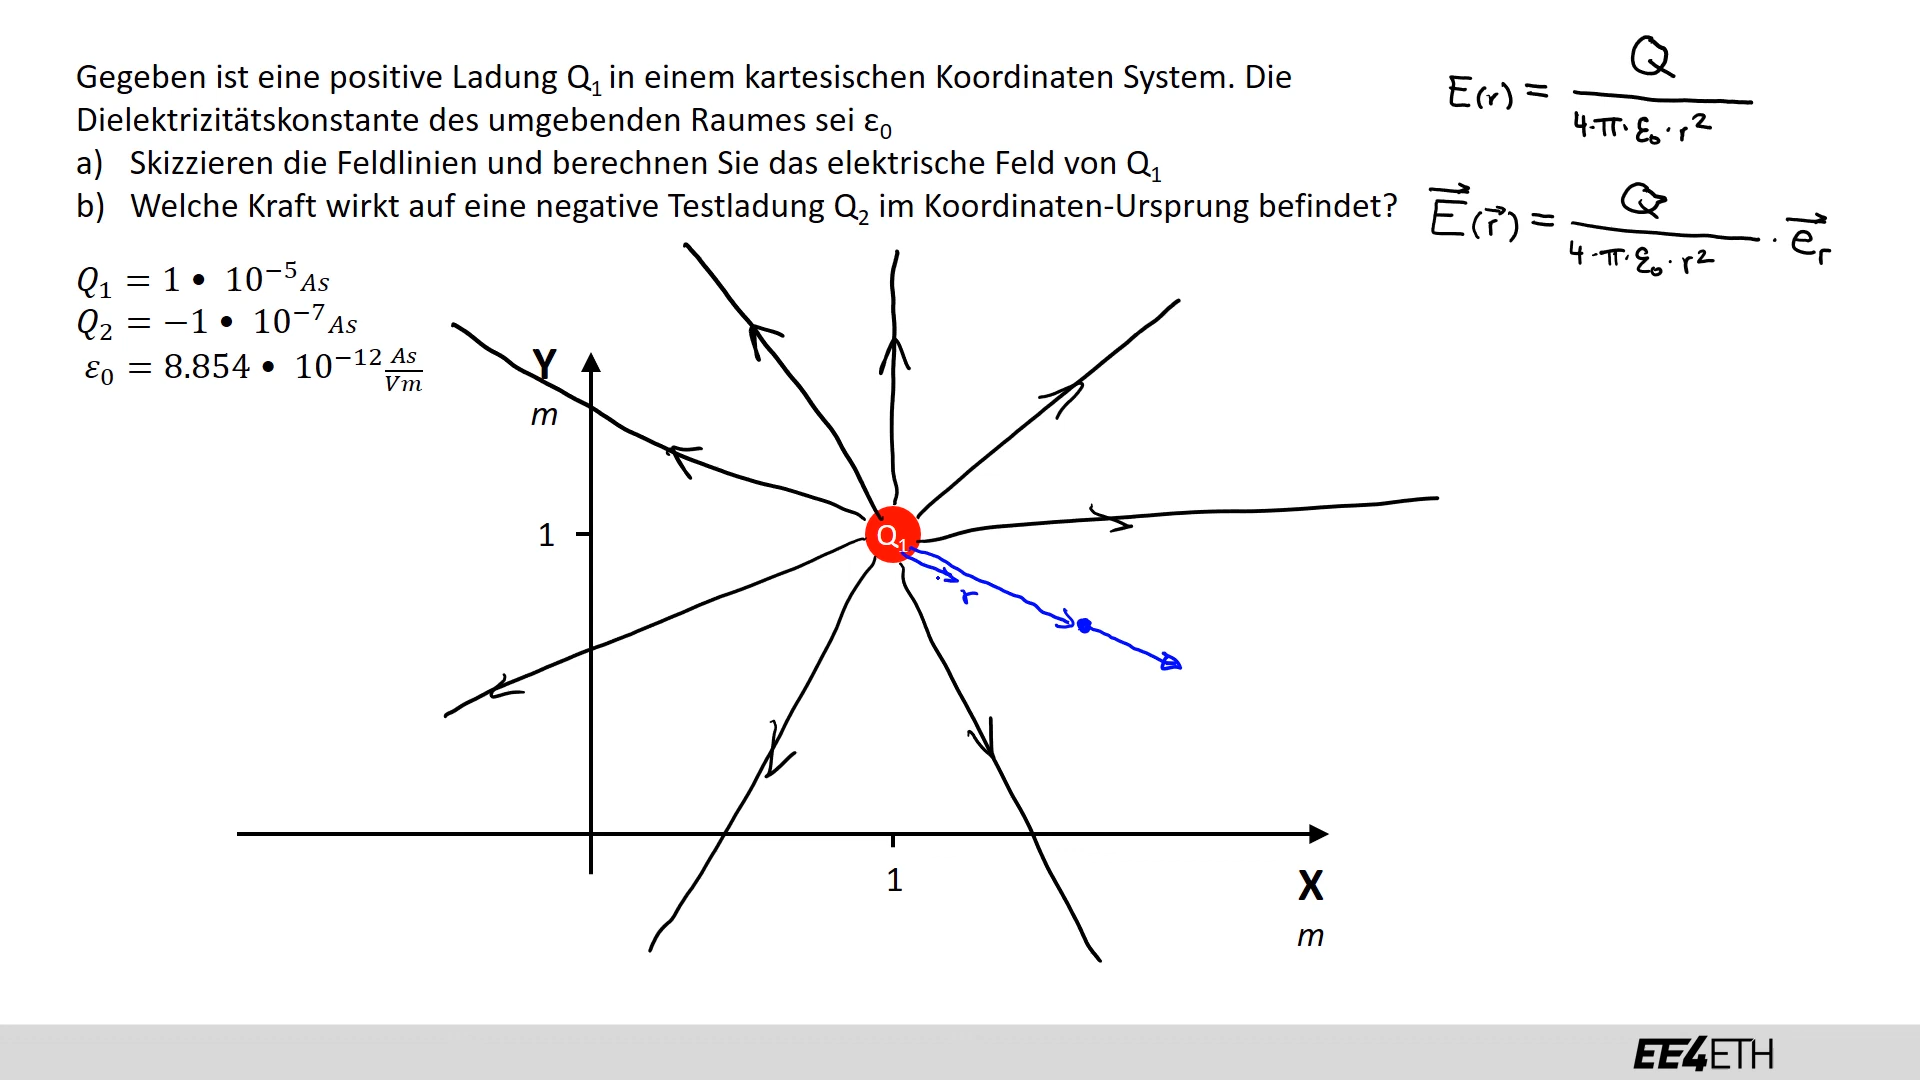 Gegeben ist eine positive Ladung Q₁ in einem kartesischen Koordinaten System. Die
Dielektrizitätskonstante des umgebenden Raumes sei ε₀
a) Skizzieren die Feldlinien und berechnen Sie das elektrische Feld von Q₁
b) Welche Kraft wirkt auf eine negative Testladung Q₂ im Koordinaten-Ursprung befindet?
E(r) = Q / (4·π·ε₀·r²)
E⃗(r⃗) = Q / (4·π·ε₀·r²) · e⃗ᵣ
Q₁ = 1 • 10⁻⁵ As
Q₂ = −1 • 10⁻⁷ As
ε₀ = 8.854 • 10⁻¹² As/Vm
Y
m
1
Q₁
r
1
X
m
EE4ETH